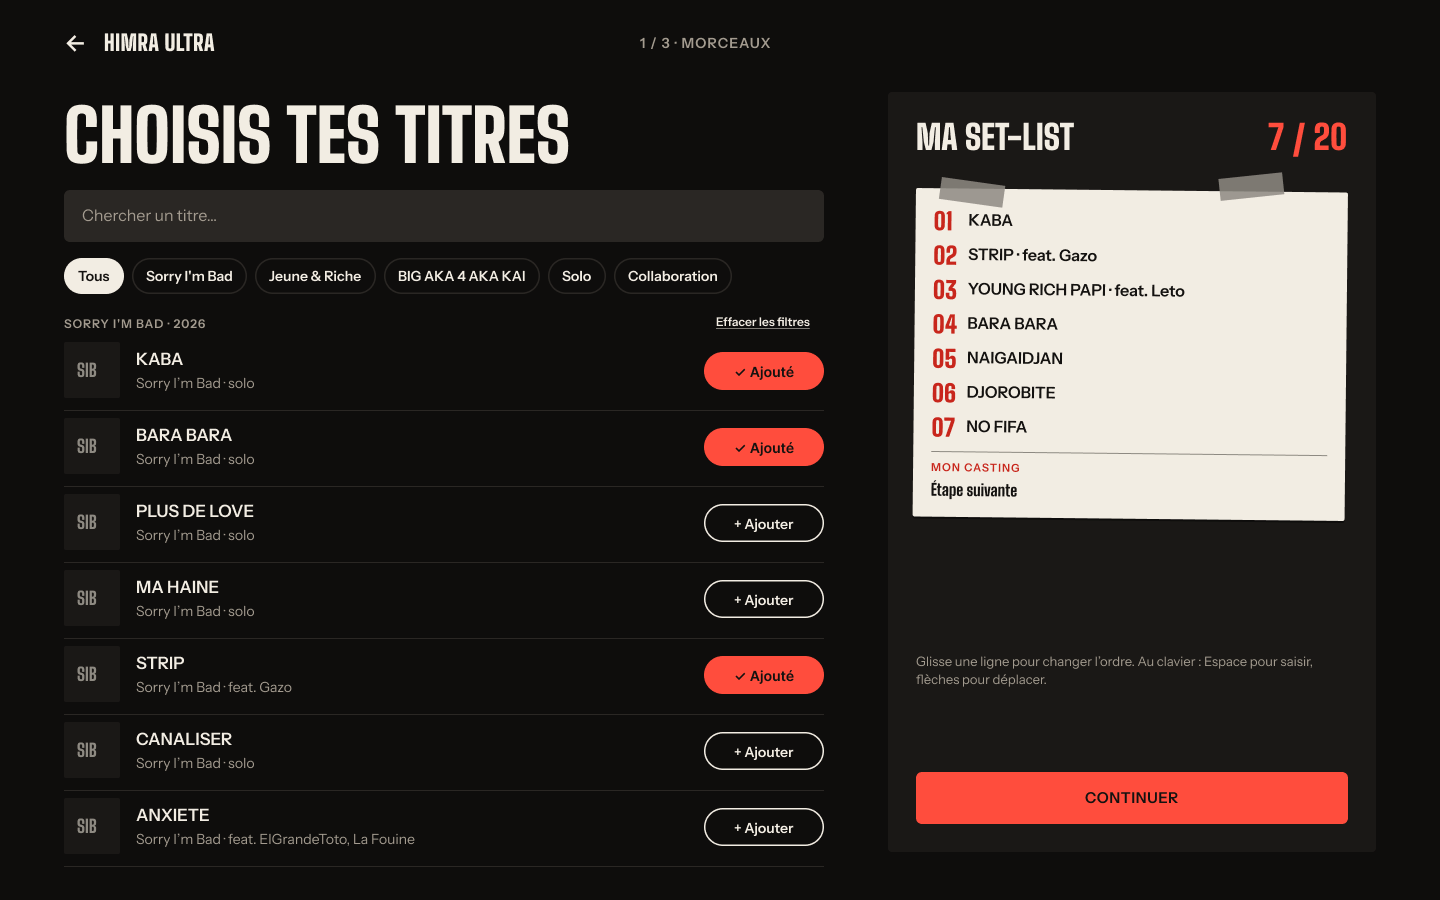 ← HIMRA ULTRA
1 / 3 · MORCEAUX
CHOISIS TES TITRES
Chercher un titre...
Tous
Sorry I'm Bad
Jeune & Riche
BIG AKA 4 AKA KAI
Solo
Collaboration
SORRY I'M BAD · 2026
Effacer les filtres
SIB
KABA
Sorry I’m Bad · solo
✓ Ajouté
SIB
BARA BARA
Sorry I’m Bad · solo
✓ Ajouté
SIB
PLUS DE LOVE
Sorry I’m Bad · solo
+ Ajouter
SIB
MA HAINE
Sorry I’m Bad · solo
+ Ajouter
SIB
STRIP
Sorry I’m Bad · feat. Gazo
✓ Ajouté
SIB
CANALISER
Sorry I’m Bad · solo
+ Ajouter
SIB
ANXIETE
Sorry I’m Bad · feat. ElGrandeToto, La Fouine
+ Ajouter
MA SET-LIST
7 / 20
01 KABA
02 STRIP · feat. Gazo
03 YOUNG RICH PAPI · feat. Leto
04 BARA BARA
05 NAIGAIDJAN
06 DJOROBITE
07 NO FIFA
MON CASTING
Étape suivante
Glisse une ligne pour changer l’ordre. Au clavier : Espace pour saisir,
flèches pour déplacer.
CONTINUER